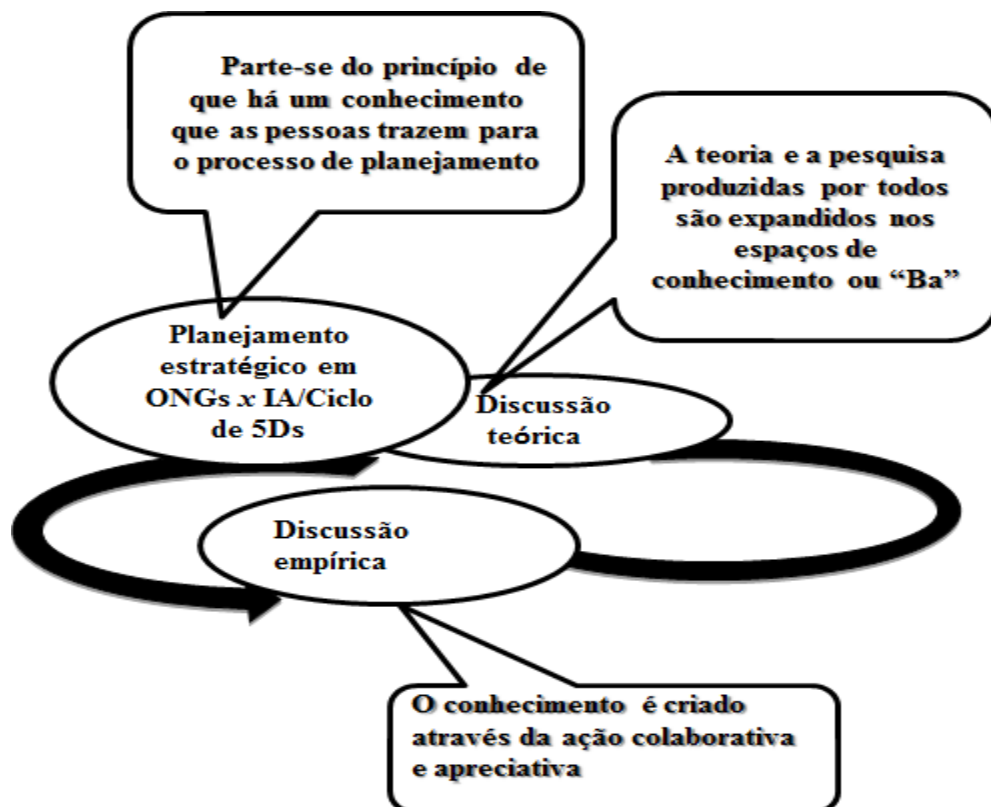 Parte-se do princípio de
que há um conhecimento
que as pessoas trazem para
o processo de planejamento
A teoria e a pesquisa
produzidas por todos
são expandidos nos
espaços de
conhecimento ou “Ba”
Planejamento
estratégico em
ONGs x IA/Ciclo
de 5Ds
Discussão
teórica
Discussão
empírica
O conhecimento é criado
através da ação colaborativa
e apreciativa